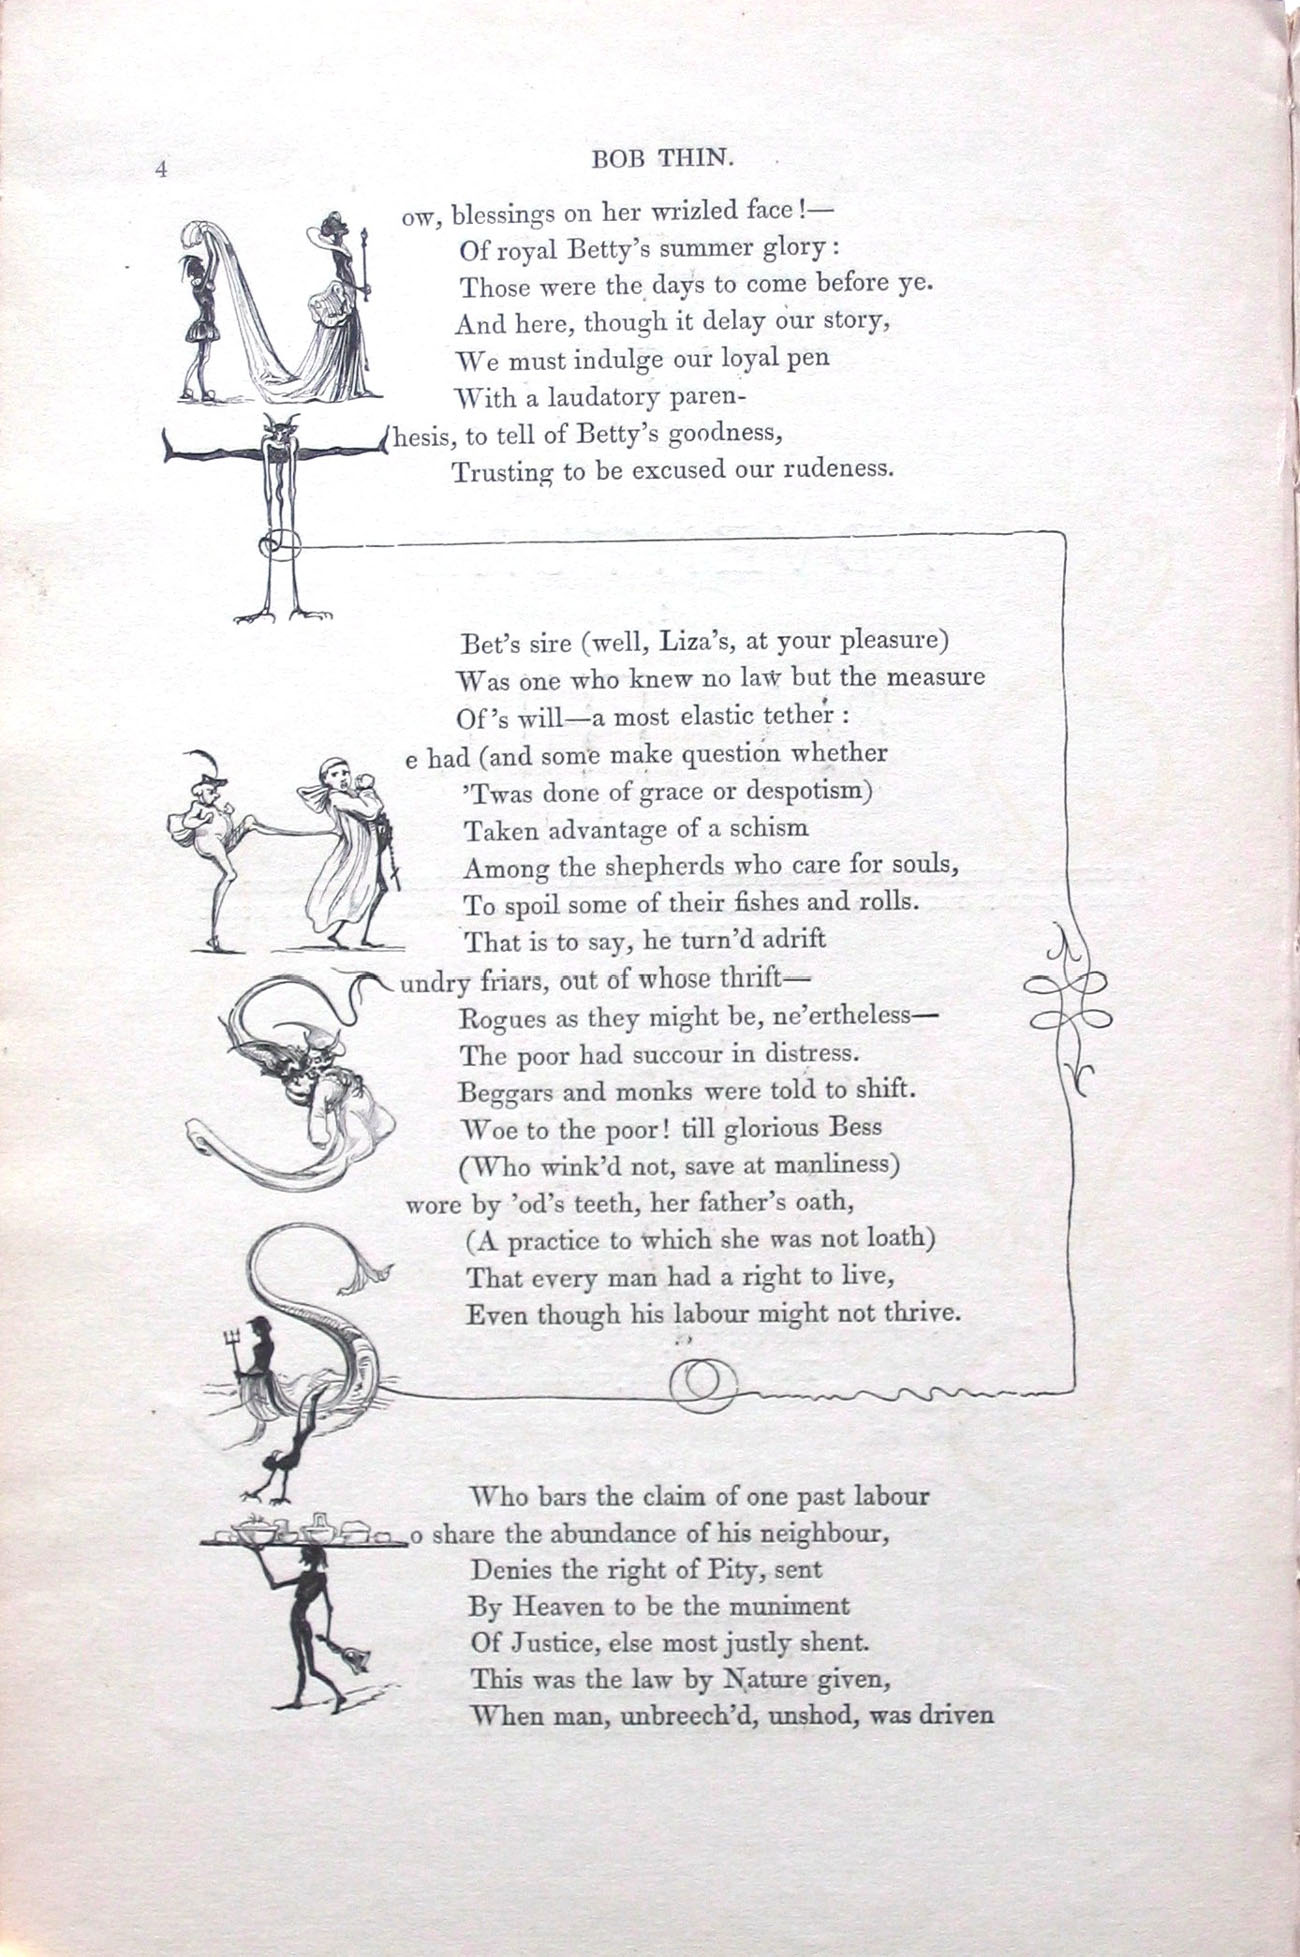 4
BOB THIN.
Now, blessings on her wrizled face!—
Of royal Betty's summer glory:
Those were the days to come before ye.
And here, though it delay our story,
We must indulge our loyal pen
With a laudatory paren-
Thesis, to tell of Betty's goodness,
Trusting to be excused our rudeness.
Bet's sire (well, Liza's, at your pleasure)
Was one who knew no law but the measure
Of 's will—a most elastic tether:
He had (and some make question whether
'Twas done of grace or despotism)
Taken advantage of a schism
Among the shepherds who care for souls,
To spoil some of their fishes and rolls.
That is to say, he turn'd adrift
Sundry friars, out of whose thrift—
Rogues as they might be, ne'ertheless—
The poor had succour in distress.
Beggars and monks were told to shift.
Woe to the poor! till glorious Bess
(Who wink'd not, save at manliness)
Swore by 'od's teeth, her father's oath,
(A practice to which she was not loath)
That every man had a right to live,
Even though his labour might not thrive.
Who bars the claim of one past labour
To share the abundance of his neighbour,
Denies the right of Pity, sent
By Heaven to be the muniment
Of Justice, else most justly shent.
This was the law by Nature given,
When man, unbreech'd, unshod, was driven